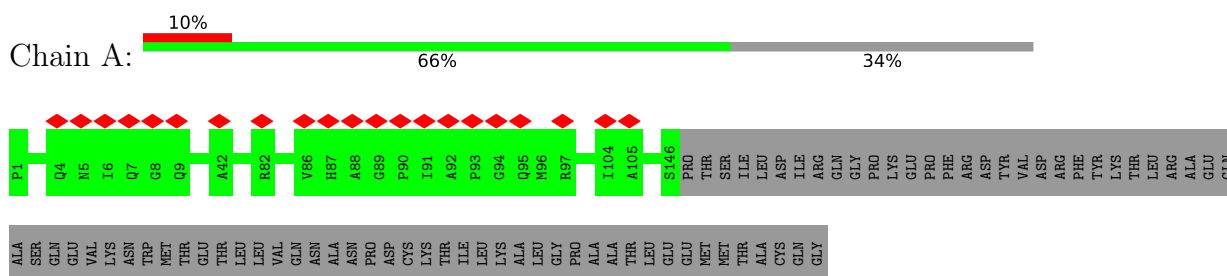 10%
Chain A:
66% 34%
P1 Q4 N5 I6 Q7 G8 Q9 A42 R82 V86 H87 A88 G89 P90 I91 A92 P93 G94 Q95 M96 R97 I104 A105 S146 PRO THR SER ILE LEU ASP ILE ARG GLN GLY PRO LYS GLU PRO PHE ARG ASP TYR VAL ASP ARG PHE TYR LYS THR LEU ARG ALA GLU GLN
ALA SER GLN GLU VAL LYS ASN TRP MET THR GLU THR LEU LEU VAL GLN ASN ALA ASN PRO ASP CYS LYS THR ILE LEU LYS ALA LEU GLY PRO ALA ALA THR LEU GLU GLU MET MET THR ALA CYS GLN GLY